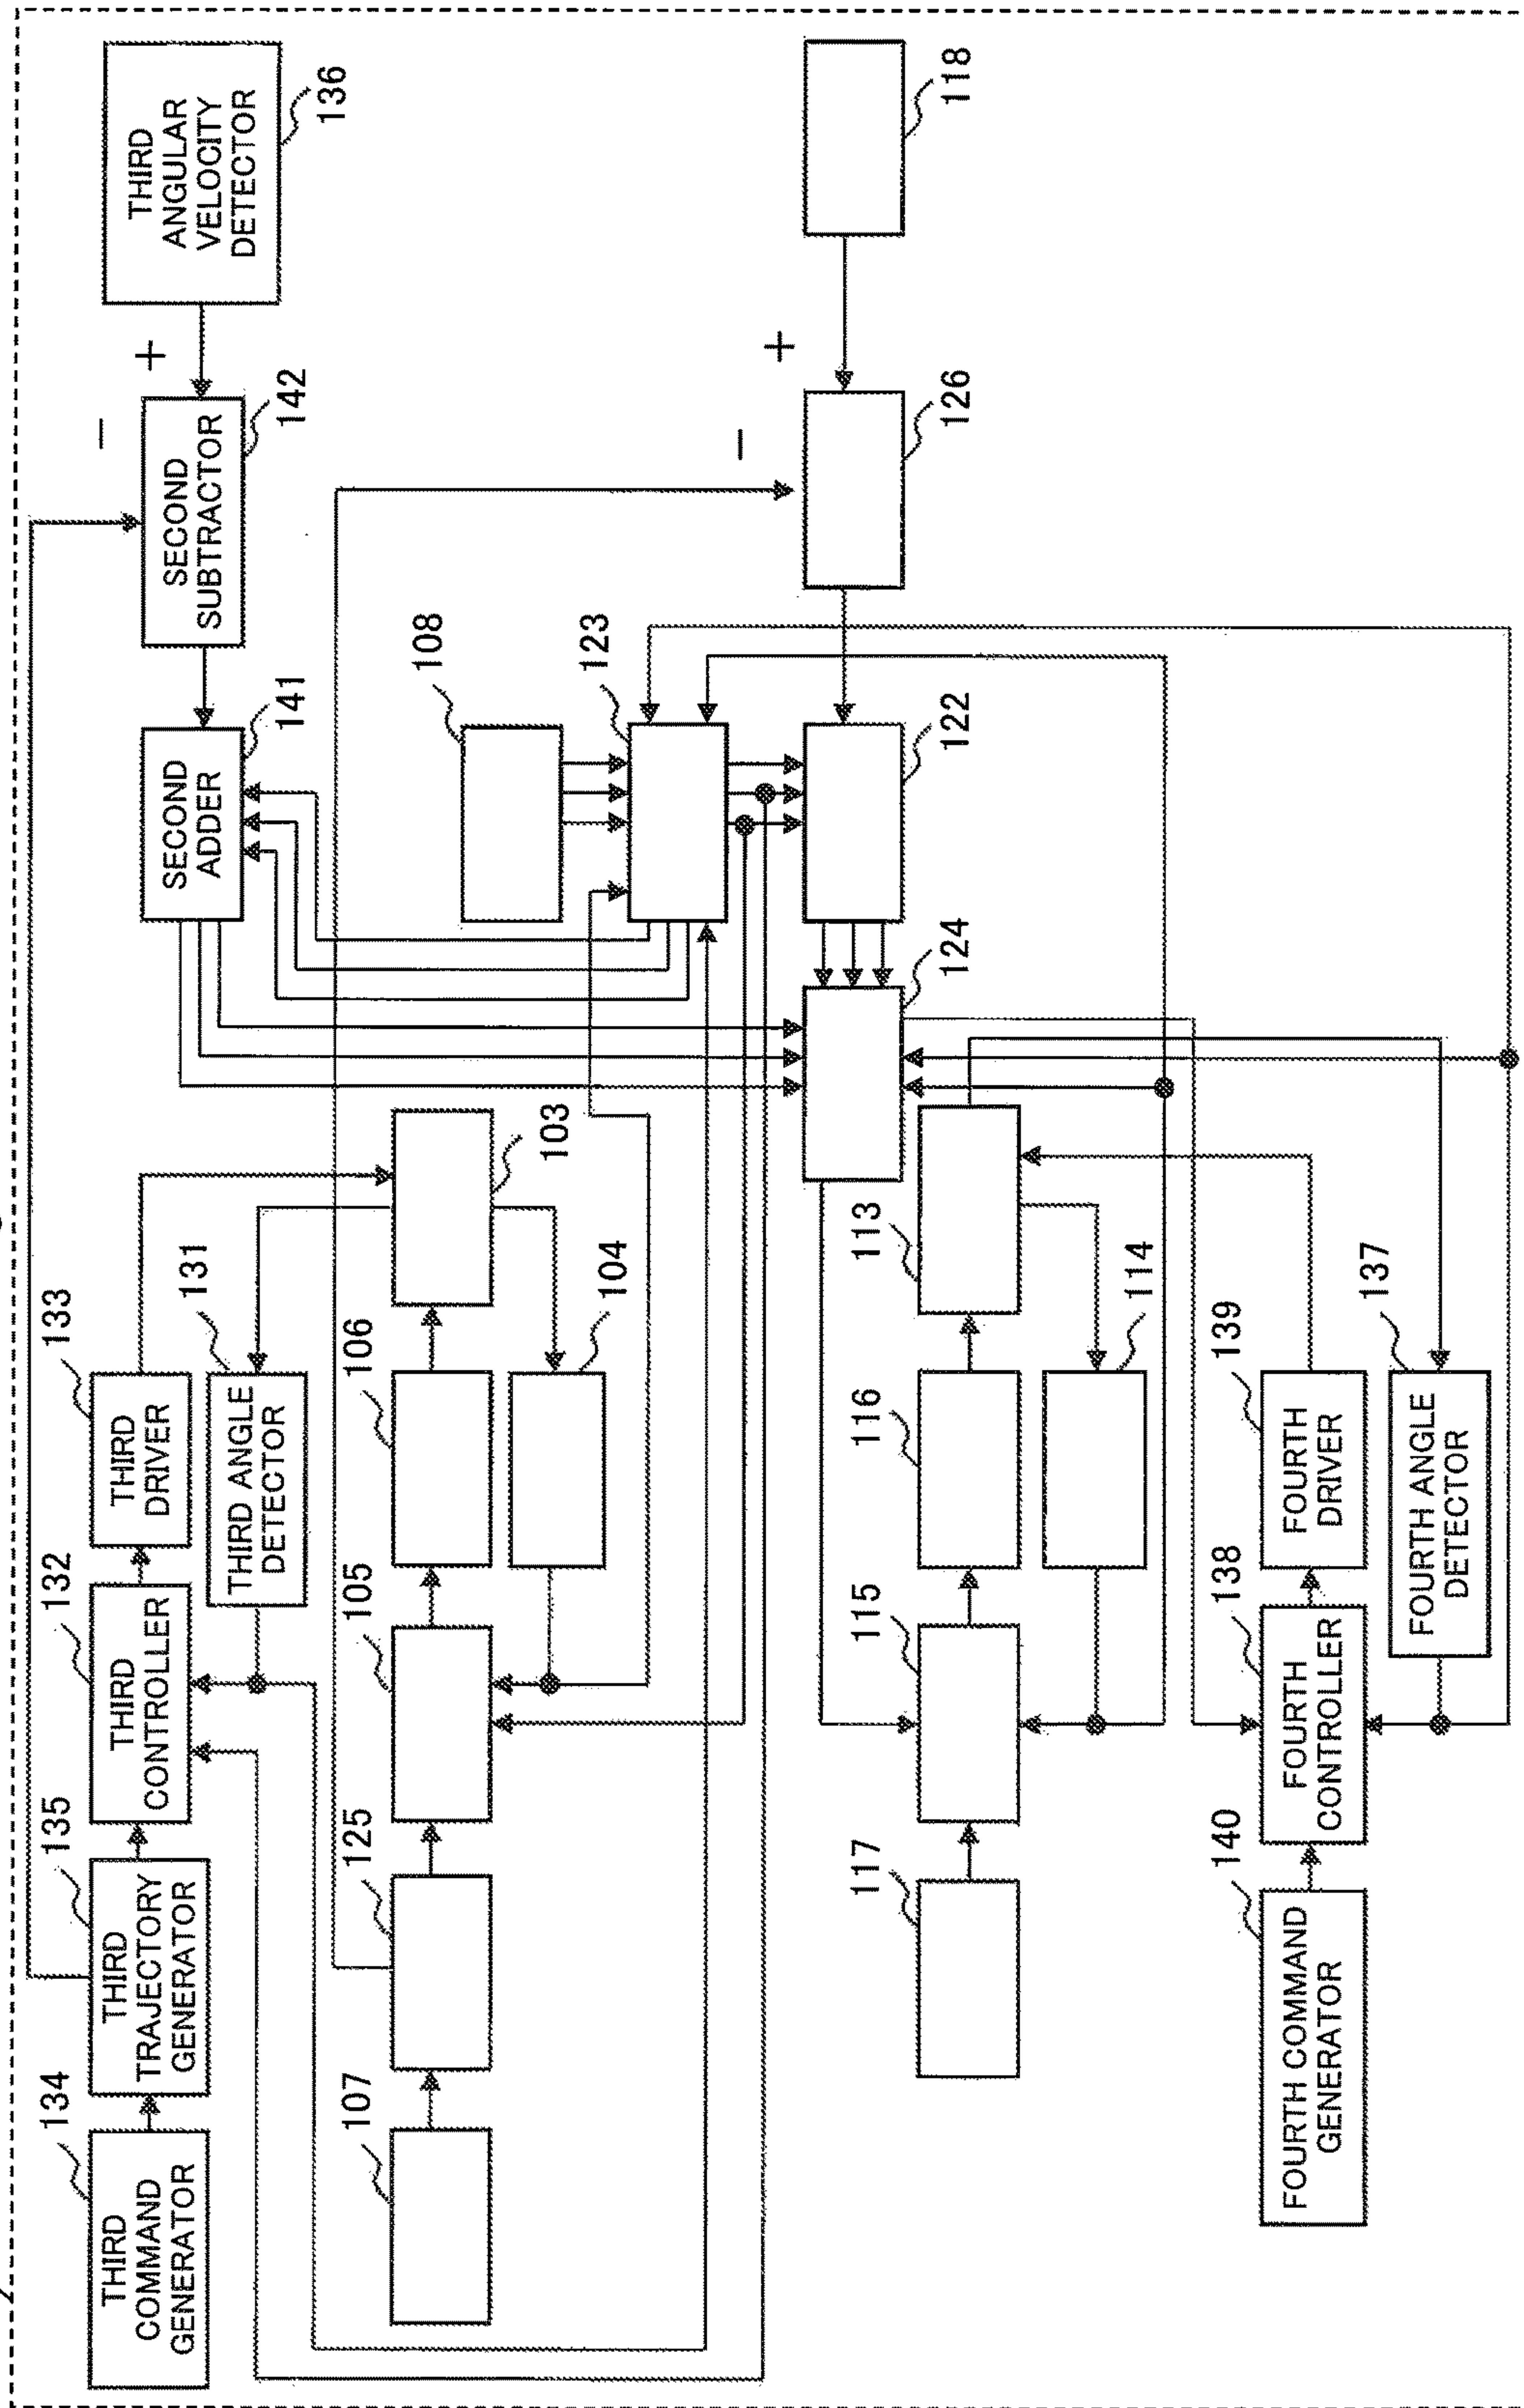 134
THIRD
COMMAND
GENERATOR
135
THIRD
TRAJECTORY
GENERATOR
132
THIRD
CONTROLLER
133
THIRD
DRIVER
131
THIRD ANGLE
DETECTOR
141
SECOND
ADDER
−
142
SECOND
SUBTRACTOR
+
THIRD
ANGULAR
VELOCITY
DETECTOR
136
107
125
105
106
103
104
108
123
122
124
−
126
+
118
117
115
116
113
114
140
FOURTH COMMAND
GENERATOR
138
FOURTH
CONTROLLER
139
FOURTH
DRIVER
137
FOURTH ANGLE
DETECTOR